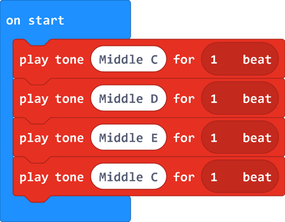 on start
play tone Middle C for 1 beat
play tone Middle D for 1 beat
play tone Middle E for 1 beat
play tone Middle C for 1 beat